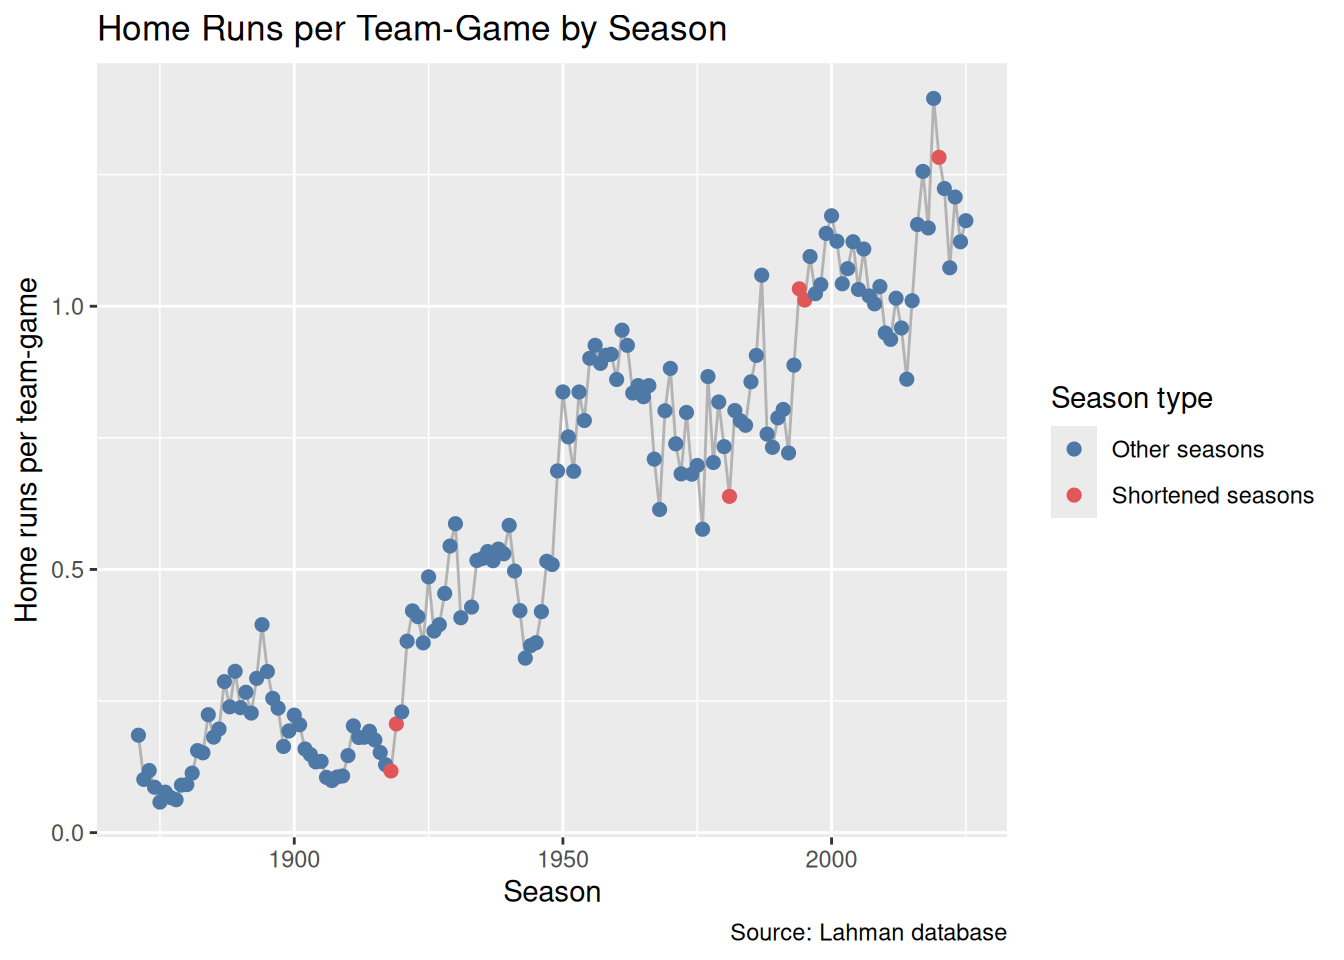 Home Runs per Team-Game by Season
Home runs per team-game
1.0
0.5
0.0
1900
1950
2000
Season
Season type
Other seasons
Shortened seasons
Source: Lahman database